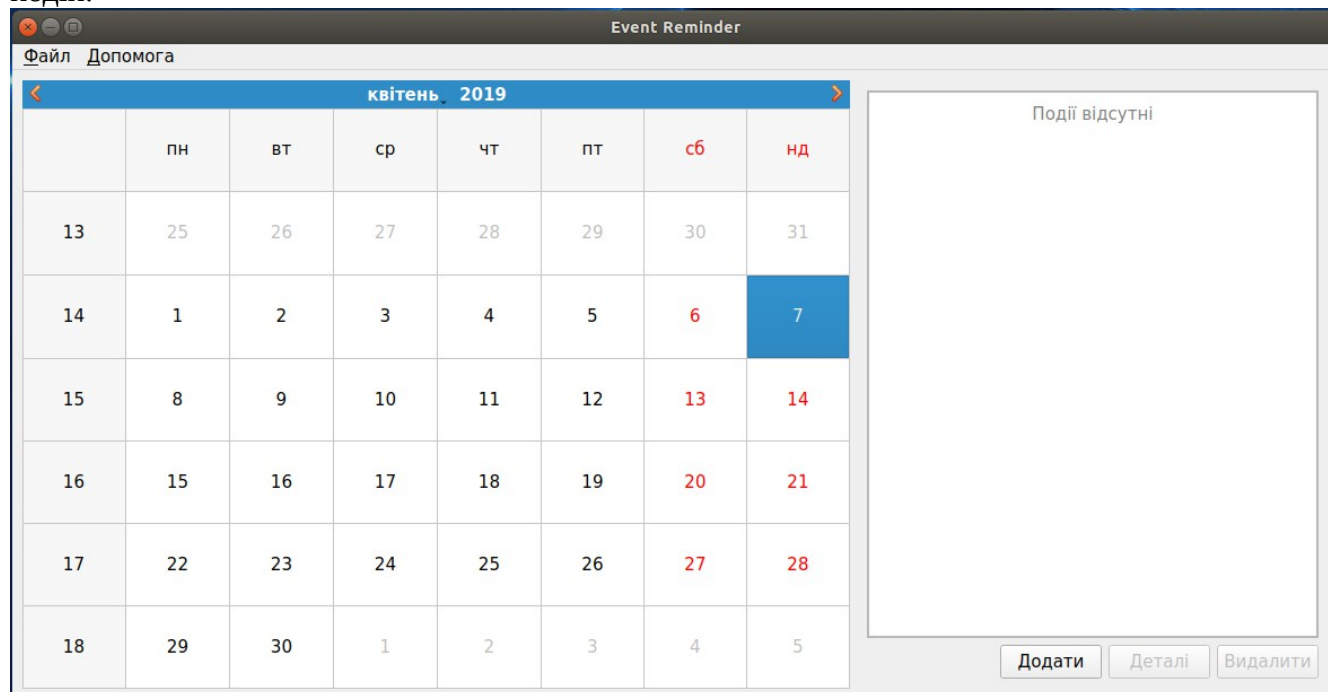 подій.
Event Reminder
Файл Допомога
квітень 2019
Події відсутні
пн вт ср чт пт сб нд
13 25 26 27 28 29 30 31
14 1 2 3 4 5 6 7
15 8 9 10 11 12 13 14
16 15 16 17 18 19 20 21
17 22 23 24 25 26 27 28
18 29 30 1 2 3 4 5
Додати Деталі Видалити